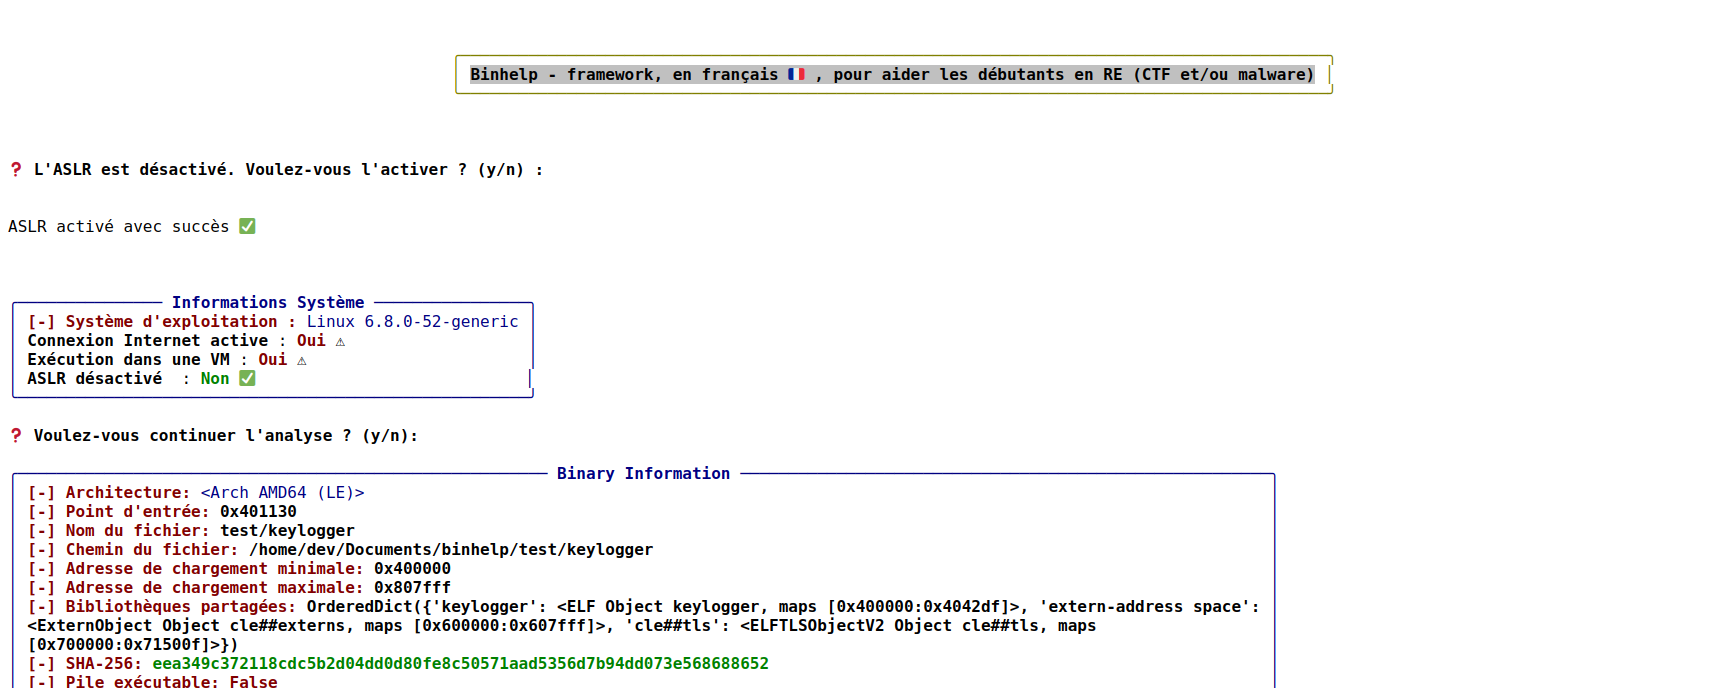 Binhelp - framework, en français 🇫🇷 , pour aider les débutants en RE (CTF et/ou malware)
❓ L'ASLR est désactivé. Voulez-vous l'activer ? (y/n) :
ASLR activé avec succès ✅
Informations Système
[-] Système d'exploitation : Linux 6.8.0-52-generic
Connexion Internet active : Oui ⚠
Exécution dans une VM : Oui ⚠
ASLR désactivé  : Non ✅
❓ Voulez-vous continuer l'analyse ? (y/n):
Binary Information
[-] Architecture: <Arch AMD64 (LE)>
[-] Point d'entrée: 0x401130
[-] Nom du fichier: test/keylogger
[-] Chemin du fichier: /home/dev/Documents/binhelp/test/keylogger
[-] Adresse de chargement minimale: 0x400000
[-] Adresse de chargement maximale: 0x807fff
[-] Bibliothèques partagées: OrderedDict({'keylogger': <ELF Object keylogger, maps [0x400000:0x4042df]>, 'extern-address space':
<ExternObject Object cle##externs, maps [0x600000:0x607fff]>, 'cle##tls': <ELFTLSObjectV2 Object cle##tls, maps
[0x700000:0x71500f]>})
[-] SHA-256: eea349c372118cdc5b2d04dd0d80fe8c50571aad5356d7b94dd073e568688652
[-] Pile exécutable: False